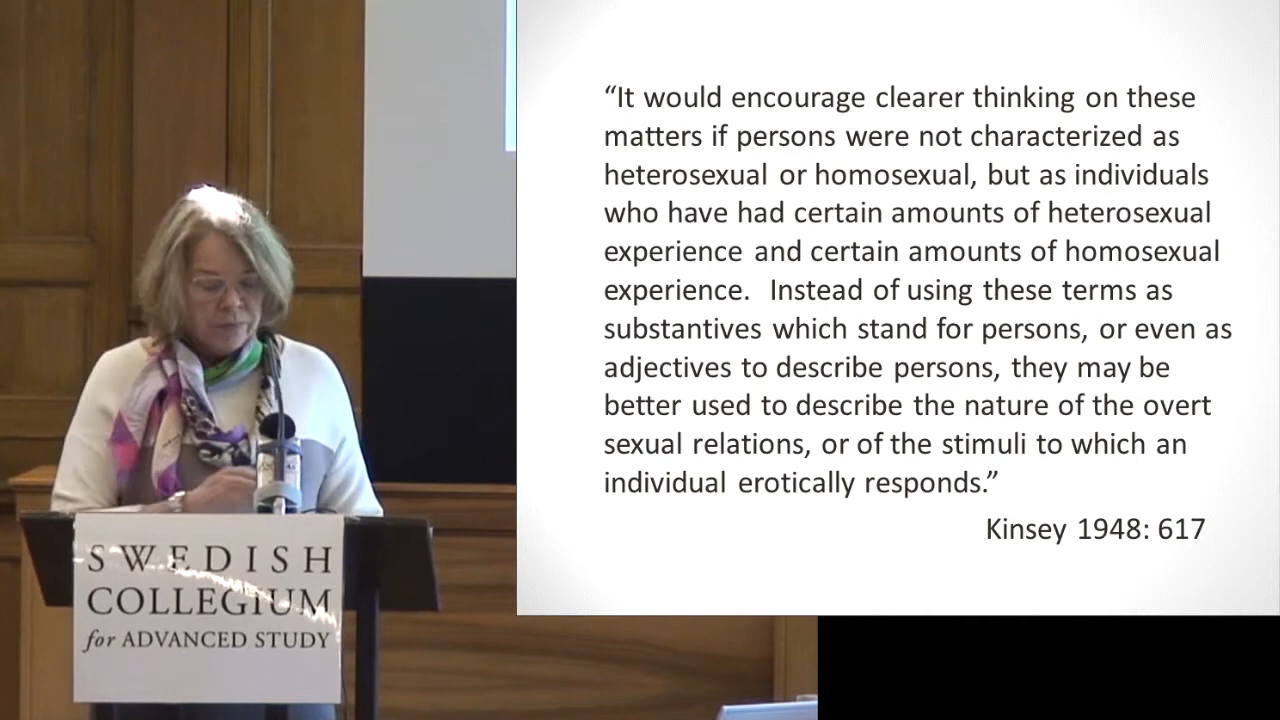 “It would encourage clearer thinking on these
matters if persons were not characterized as
heterosexual or homosexual, but as individuals
who have had certain amounts of heterosexual
experience and certain amounts of homosexual
experience.  Instead of using these terms as
substantives which stand for persons, or even as
adjectives to describe persons, they may be
better used to describe the nature of the overt
sexual relations, or of the stimuli to which an
individual erotically responds.”
Kinsey 1948: 617
SWEDISH
COLLEGIUM
for ADVANCED STUDY